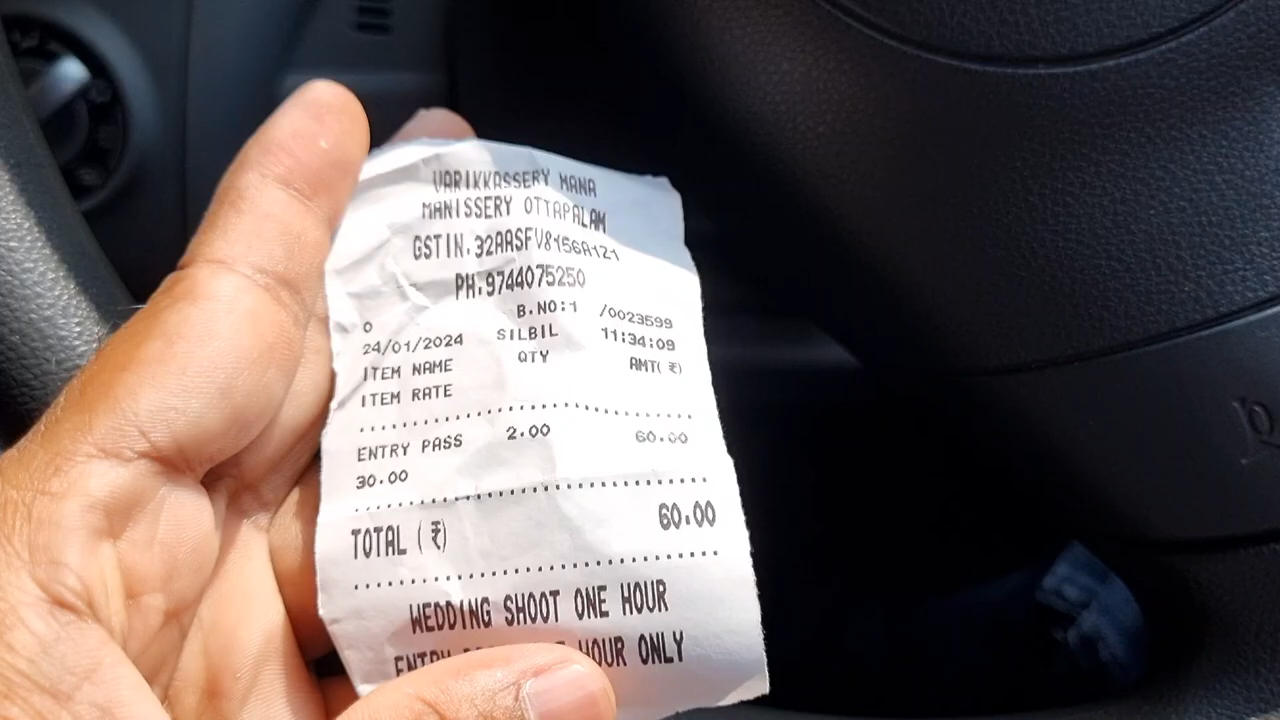 VARIKKASSERY MANA
MANISSERY OTTAPALAM
GSTIN.32AASFV8156A1Z1
PH.9744075250
B.NO:1 /0023599
0
24/01/2024 SILBIL 11:34:09
ITEM NAME QTY AMT(₹)
ITEM RATE
ENTRY PASS 2.00 60.00
30.00
TOTAL (₹) 60.00
WEDDING SHOOT ONE HOUR
ENTRY HOUR ONLY